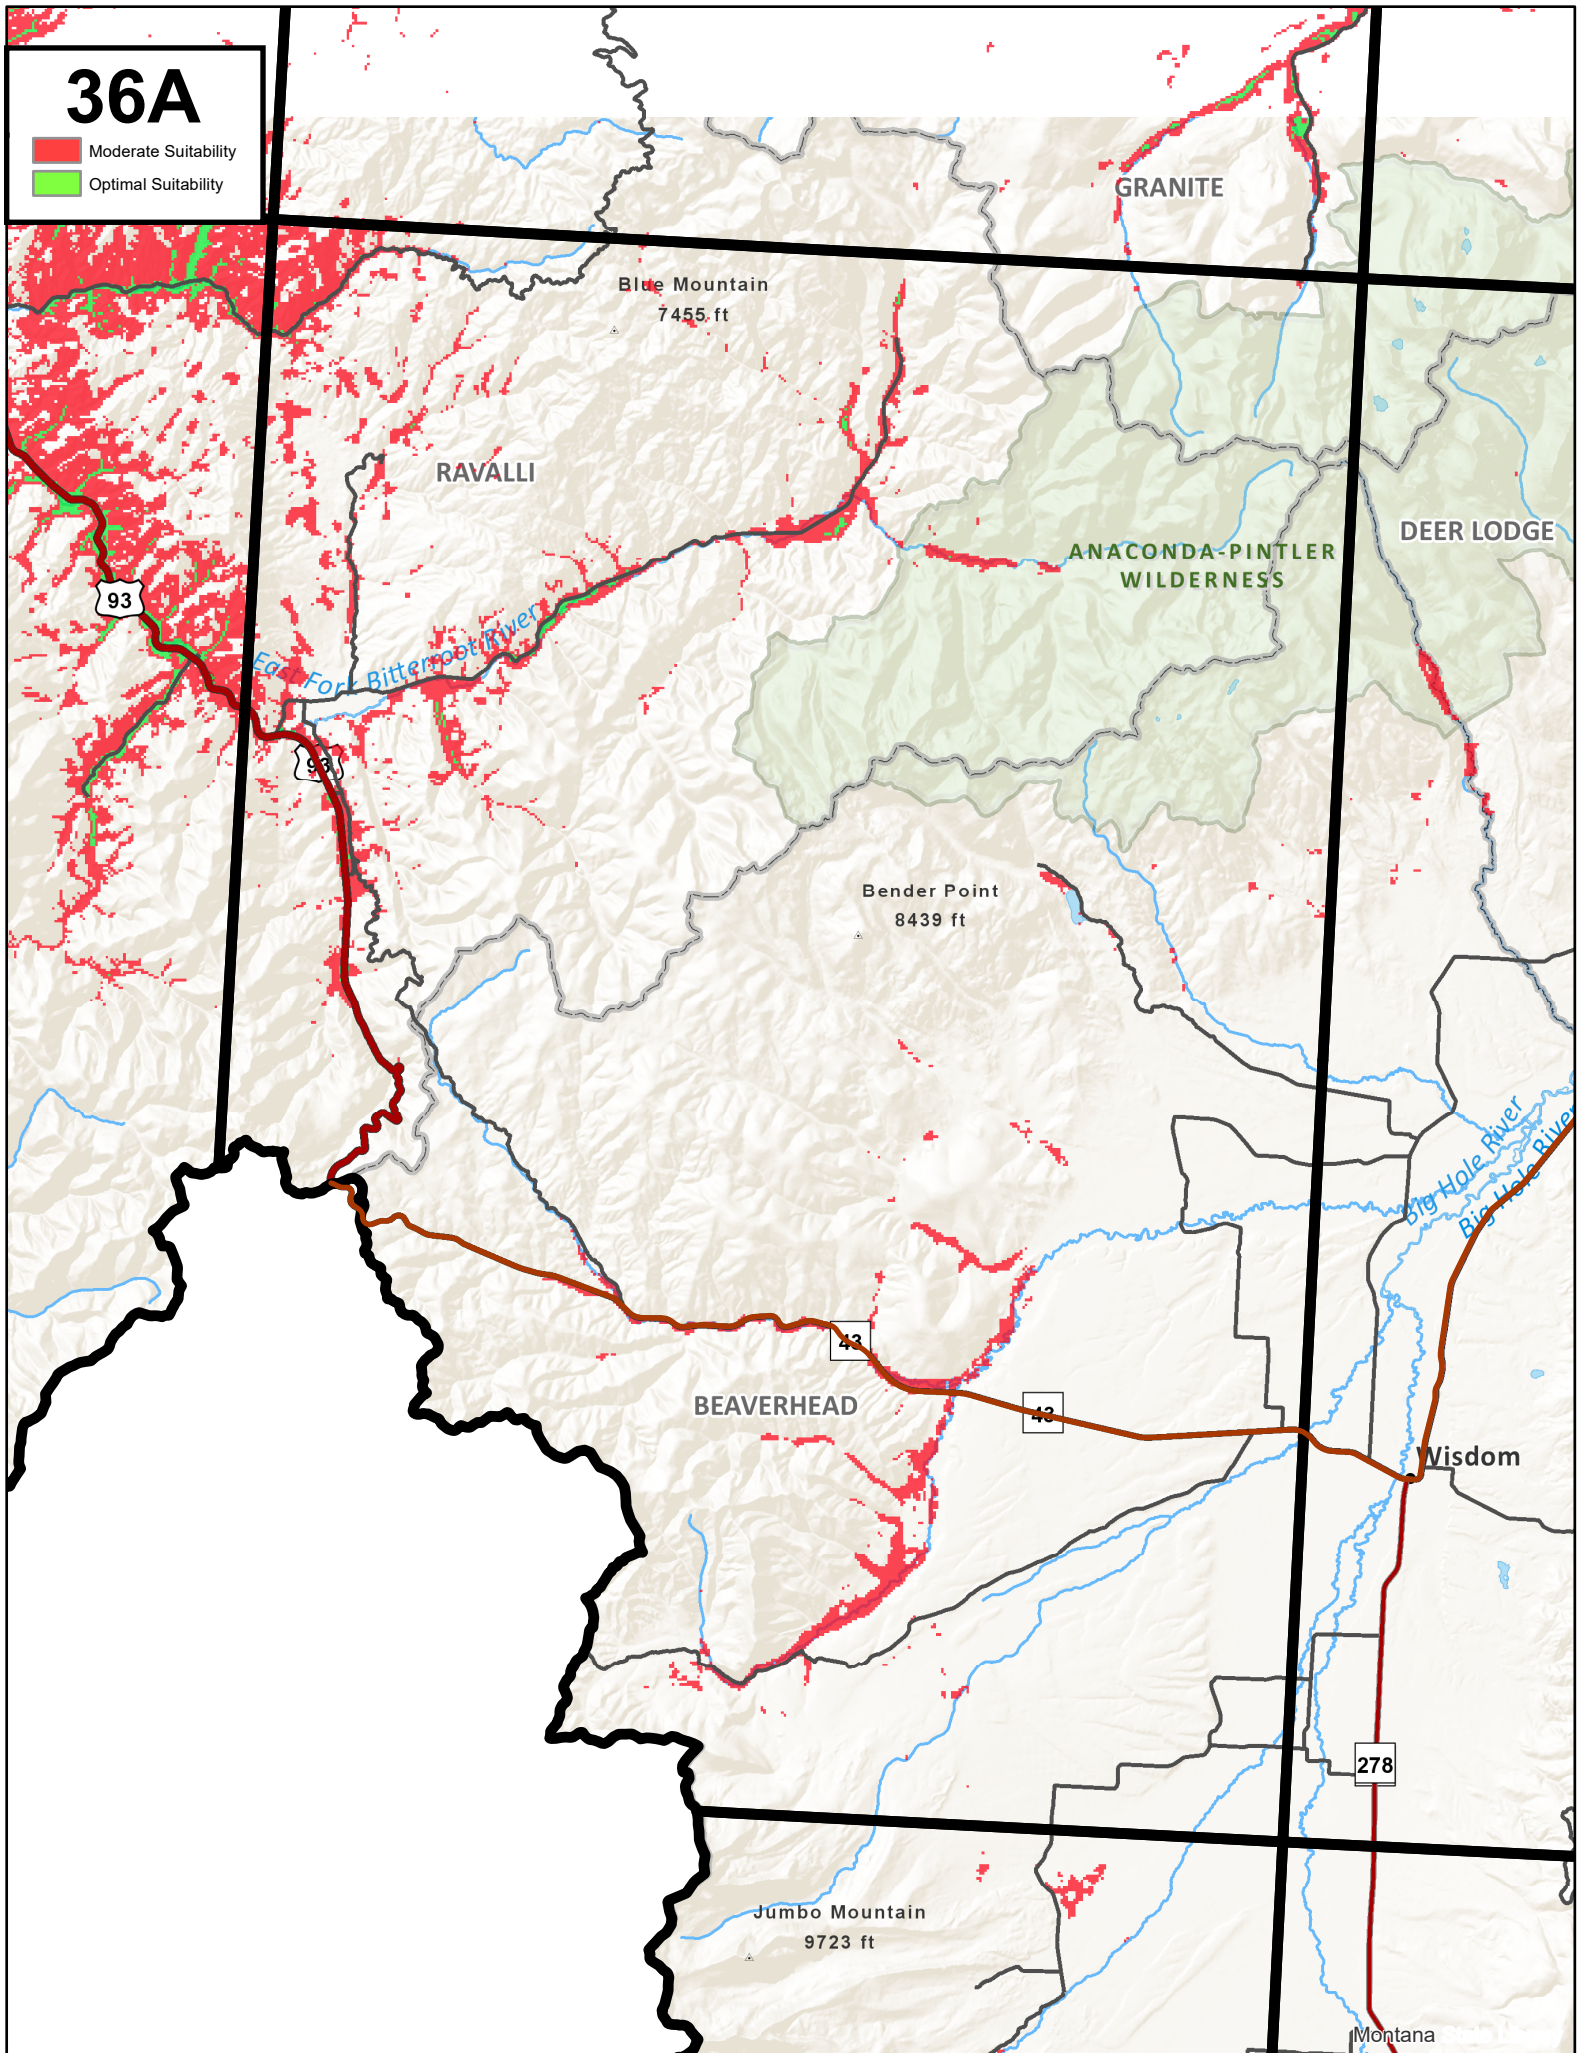 36A
Moderate Suitability
Optimal Suitability
GRANITE
Blue Mountain
7455 ft
RAVALLI
DEER LODGE
ANACONDA-PINTLER
WILDERNESS
93
East Fork Bitterroot River
93
Bender Point
8439 ft
Big Hole River
Big Hole River
43
BEAVERHEAD
43
Wisdom
278
Jumbo Mountain
9723 ft
Montana